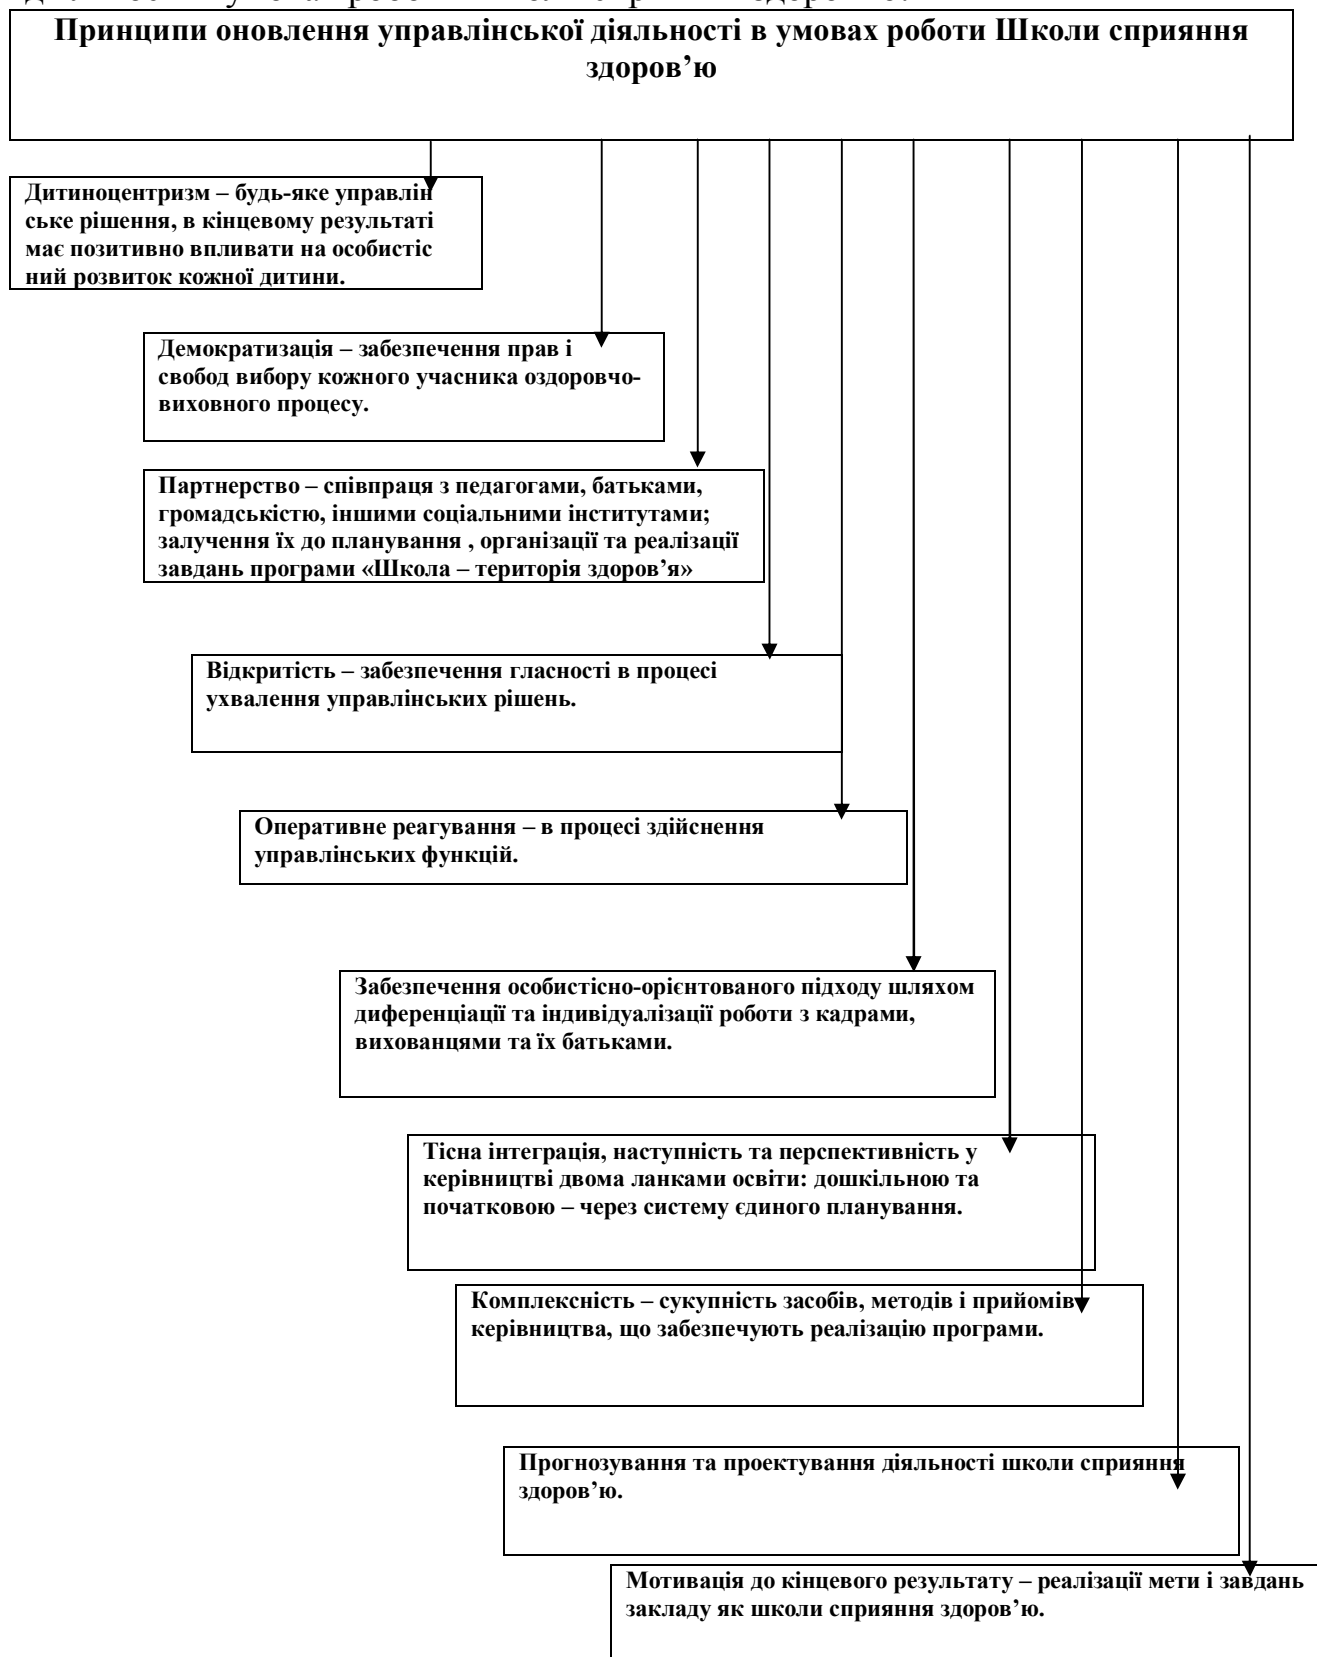 Принципи оновлення управлінської діяльності в умовах роботи Школи сприяння
здоров’ю
Дитиноцентризм – будь-яке управлін
ське рішення, в кінцевому результаті
має позитивно впливати на особистіс
ний розвиток кожної дитини.
Демократизація – забезпечення прав і
свобод вибору кожного учасника оздоровчо-
виховного процесу.
Партнерство – співпраця з педагогами, батьками,
громадськістю, іншими соціальними інститутами;
залучення їх до планування , організації та реалізації
завдань програми «Школа – територія здоров’я»
Відкритість – забезпечення гласності в процесі
ухвалення управлінських рішень.
Оперативне реагування – в процесі здійснення
управлінських функцій.
Забезпечення особистісно-орієнтованого підходу шляхом
диференціації та індивідуалізації роботи з кадрами,
вихованцями та їх батьками.
Тісна інтеграція, наступність та перспективність у
керівництві двома ланками освіти: дошкільною та
початковою – через систему єдиного планування.
Комплексність – сукупність засобів, методів і прийомів
керівництва, що забезпечують реалізацію програми.
Прогнозування та проектування діяльності школи сприяння
здоров’ю.
Мотивація до кінцевого результату – реалізації мети і завдань
закладу як школи сприяння здоров’ю.